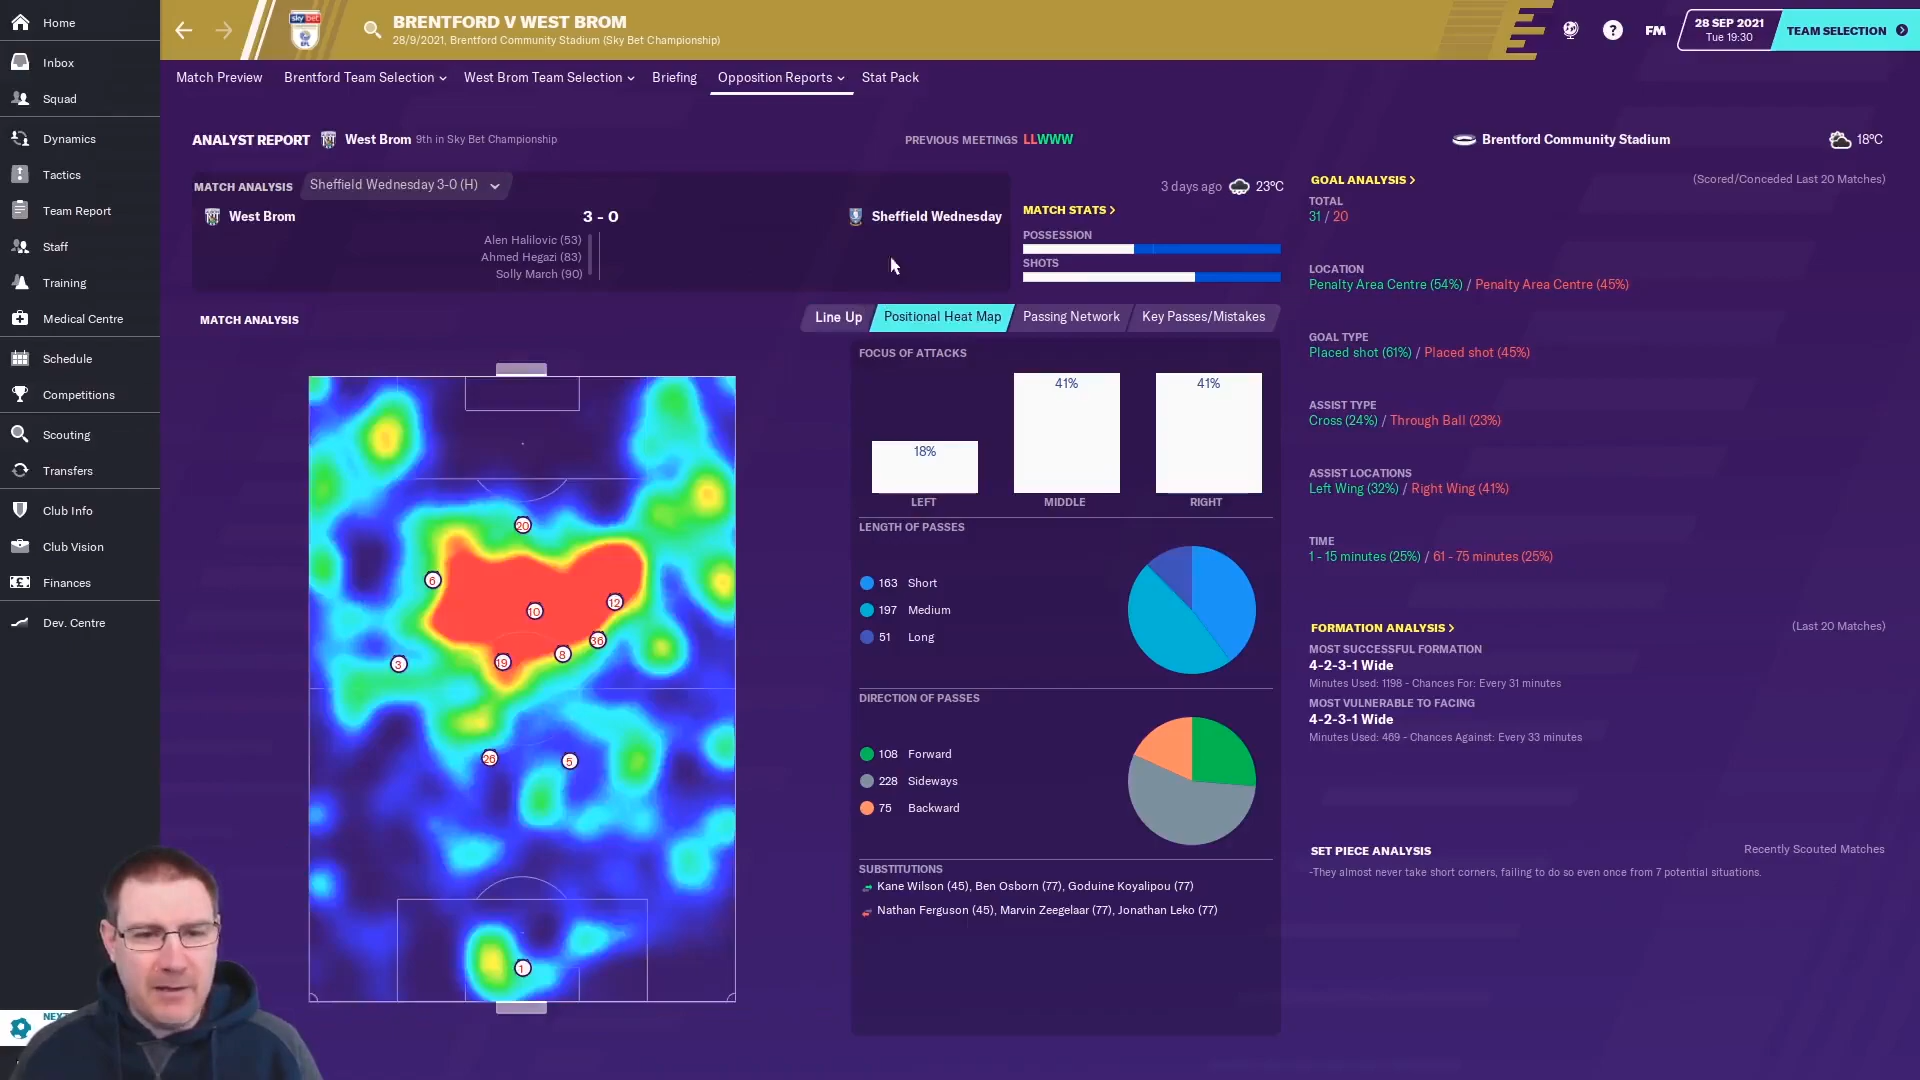 Home
Inbox
Squad
Dynamics
Tactics
Team Report
Staff
Training
Medical Centre
Schedule
Competitions
Scouting
Transfers
Club Info
Club Vision
Finances
Dev. Centre
sky bet
EFL
BRENTFORD V WEST BROM
28/9/2021, Brentford Community Stadium (Sky Bet Championship)
FM
28 SEP 2021
Tue 19:30
TEAM SELECTION
Match Preview Brentford Team Selection West Brom Team Selection Briefing Opposition Reports Stat Pack
ANALYST REPORT West Brom 9th in Sky Bet Championship
PREVIOUS MEETINGS LLWWW
Brentford Community Stadium 18°C
MATCH ANALYSIS Sheffield Wednesday 3-0 (H)
3 days ago 23°C
West Brom 3 - 0 Sheffield Wednesday
Alen Halilovic (53)
Ahmed Hegazi (83)
Solly March (90)
MATCH STATS >
POSSESSION
SHOTS
MATCH ANALYSIS
Line Up Positional Heat Map Passing Network Key Passes/Mistakes
20
6
10
12
36
8
19
3
26
5
1
FOCUS OF ATTACKS
18% 41% 41%
LEFT MIDDLE RIGHT
LENGTH OF PASSES
163 Short
197 Medium
51 Long
DIRECTION OF PASSES
108 Forward
228 Sideways
75 Backward
SUBSTITUTIONS
Kane Wilson (45), Ben Osborn (77), Goduine Koyalipou (77)
Nathan Ferguson (45), Marvin Zeegelaar (77), Jonathan Leko (77)
GOAL ANALYSIS > (Scored/Conceded Last 20 Matches)
TOTAL
31 / 20
LOCATION
Penalty Area Centre (54%) / Penalty Area Centre (45%)
GOAL TYPE
Placed shot (61%) / Placed shot (45%)
ASSIST TYPE
Cross (24%) / Through Ball (23%)
ASSIST LOCATIONS
Left Wing (32%) / Right Wing (41%)
TIME
1 - 15 minutes (25%) / 61 - 75 minutes (25%)
FORMATION ANALYSIS > (Last 20 Matches)
MOST SUCCESSFUL FORMATION
4-2-3-1 Wide
Minutes Used: 1198 - Chances For: Every 31 minutes
MOST VULNERABLE TO FACING
4-2-3-1 Wide
Minutes Used: 469 - Chances Against: Every 33 minutes
SET PIECE ANALYSIS Recently Scouted Matches
-They almost never take short corners, failing to do so even once from 7 potential situations.